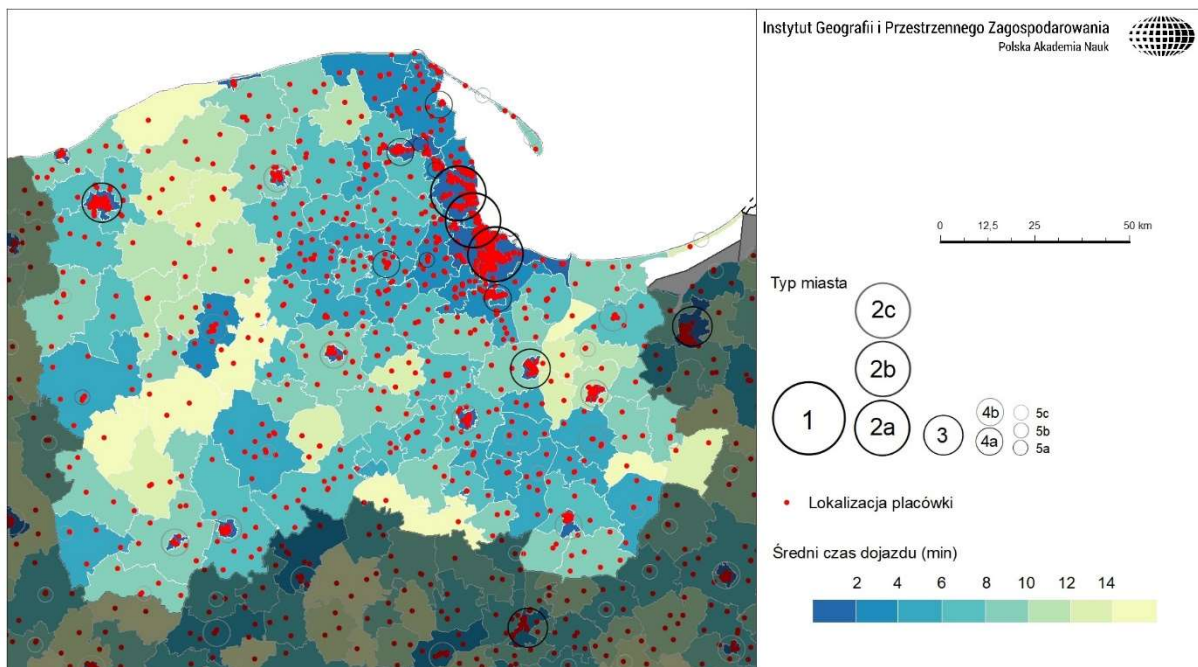 Instytut Geografii i Przestrzennego Zagospodarowania
Polska Akademia Nauk
0 12,5 25 50 km
Typ miasta
2c
2b
1 2a 3
4b
4a
5c
5b
5a
Lokalizacja placówki
Średni czas dojazdu (min)
2 4 6 8 10 12 14